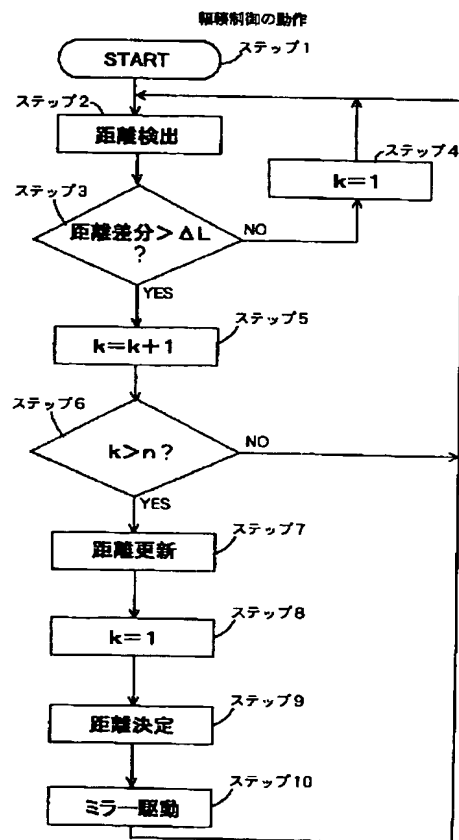 輻輳制御の動作
START
ステップ1
ステップ2
距離検出
ステップ4
k=1
ステップ3
距離差分>ΔL
?
NO
YES
ステップ5
k=k+1
ステップ6
k>n?
NO
YES
ステップ7
距離更新
ステップ8
k=1
ステップ9
距離決定
ステップ10
ミラー駆動